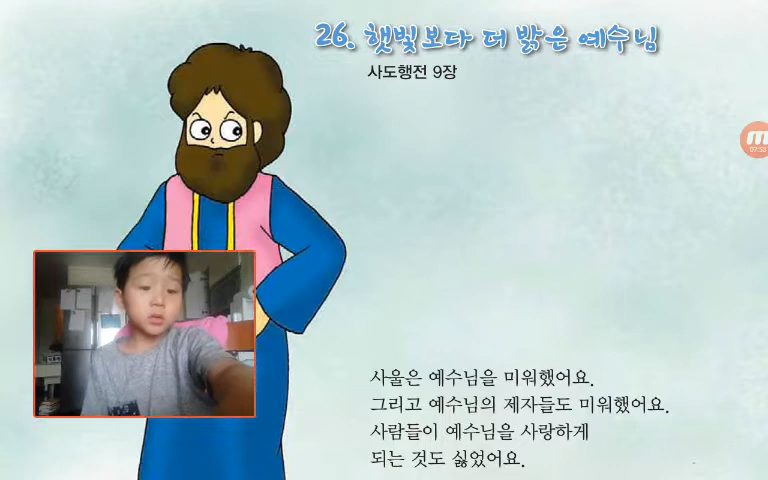 26. 햇빛보다 더 밝은 예수님
사도행전 9장
사울은 예수님을 미워했어요.
그리고 예수님의 제자들도 미워했어요.
사람들이 예수님을 사랑하게
되는 것도 싫었어요.